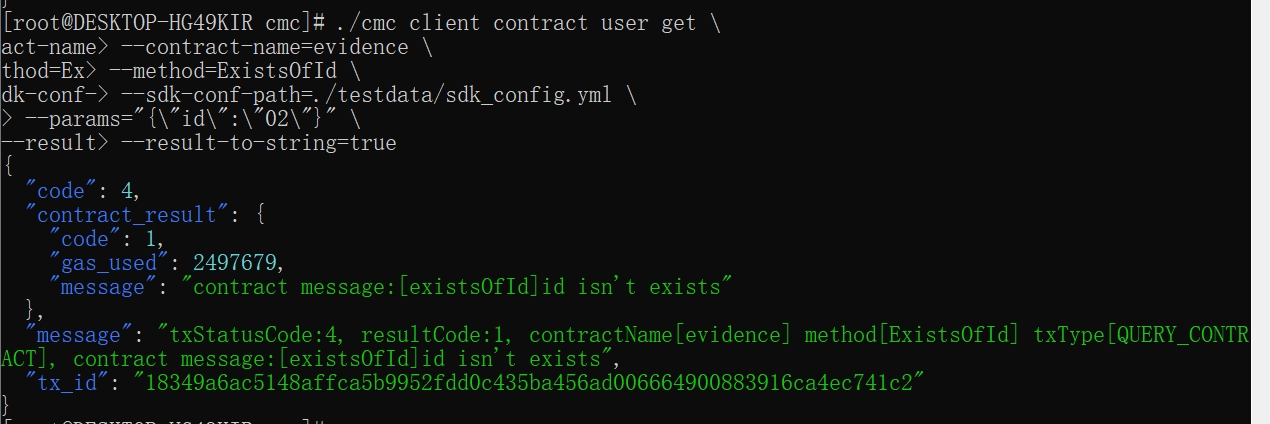 [root@DESKTOP-HG49KIR cmc]# ./cmc client contract user get \
act-name> --contract-name=evidence \
thod=Ex> --method=ExistsOfId \
dk-conf-> --sdk-conf-path=./testdata/sdk_config.yml \
> --params="{\"id\":\"02\"}" \
--result> --result-to-string=true
{
"code": 4,
"contract_result": {
"code": 1,
"gas_used": 2497679,
"message": "contract message:[existsOfId]id isn't exists"
},
"message": "txStatusCode:4, resultCode:1, contractName[evidence] method[ExistsOfId] txType[QUERY_CONTR
ACT], contract message:[existsOfId]id isn't exists",
"tx_id": "18349a6ac5148affca5b9952fdd0c435ba456ad006664900883916ca4ec741c2"
}